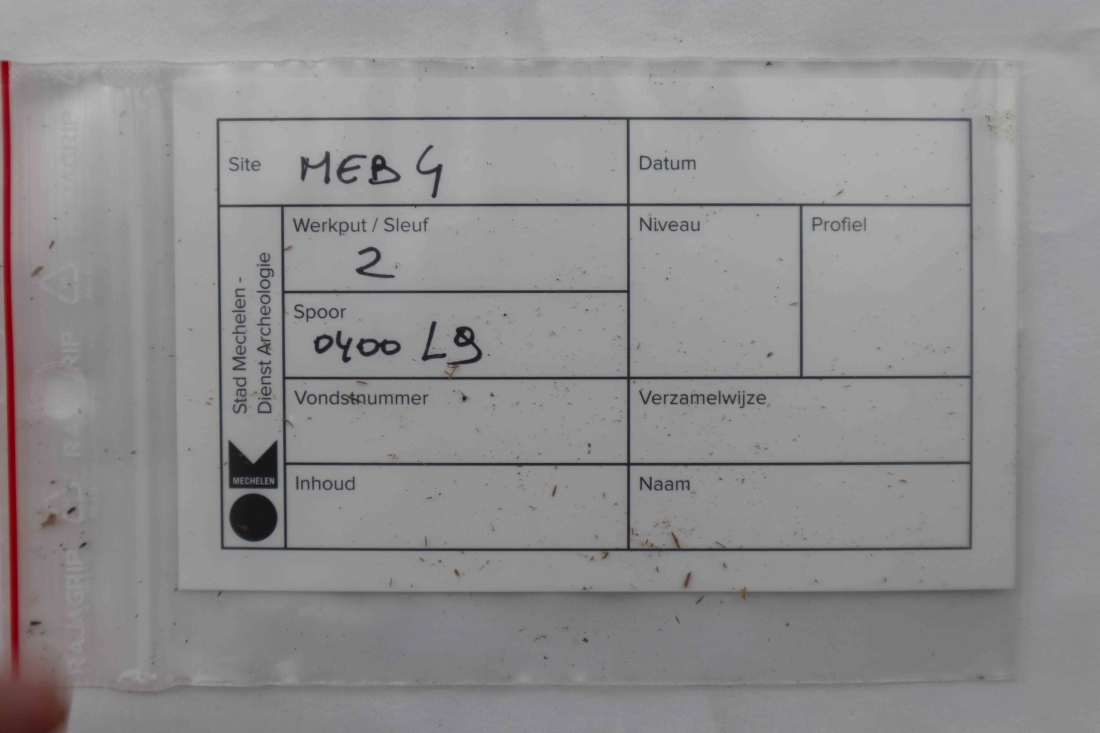 Site MEB G
Datum
Werkput / Sleuf
2
Niveau
Profiel
Spoor
0400 L9
Vondstnummer
Verzamelwijze
Inhoud
Naam
Stad Mechelen -
Dienst Archeologie
MECHELEN
RAJAGRIP